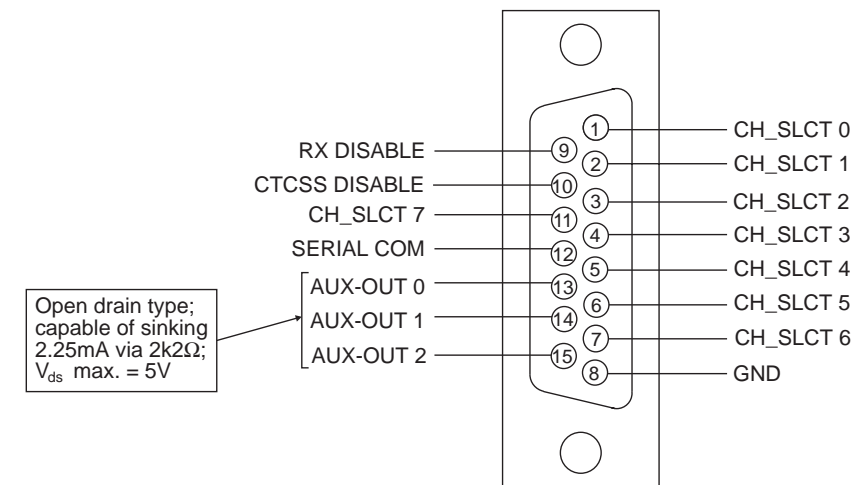 RX DISABLE
CTCSS DISABLE
CH_SLCT 7
SERIAL COM
AUX-OUT 0
AUX-OUT 1
AUX-OUT 2
Open drain type;
capable of sinking
2.25mA via 2k2Ω;
Vds max. = 5V
9
10
11
12
13
14
15
1
2
3
4
5
6
7
8
CH_SLCT 0
CH_SLCT 1
CH_SLCT 2
CH_SLCT 3
CH_SLCT 4
CH_SLCT 5
CH_SLCT 6
GND